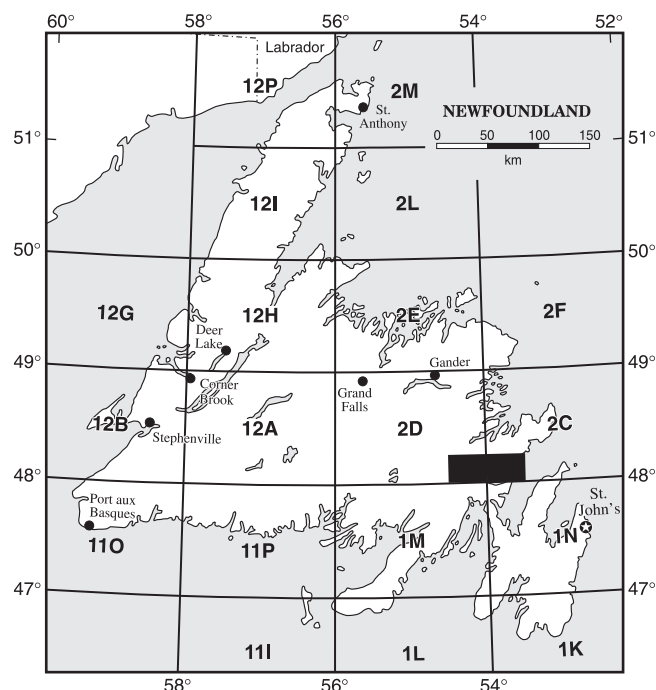 60° 58° 56° 54° 52°
Labrador
12P
2M
St.
Anthony
NEWFOUNDLAND
0 50 100 150
km
51° 51°
12I
2L
50° 50°
12G
12H
2E
2F
Deer
Lake
Gander
49° 49°
Corner
Brook
Grand
Falls
12B
12A
2D
2C
Stephenville
48° 48°
Port aux
Basques
St.
John's
11O
11P
1M
1N
47° 47°
11I
1L
1K
58° 56° 54°